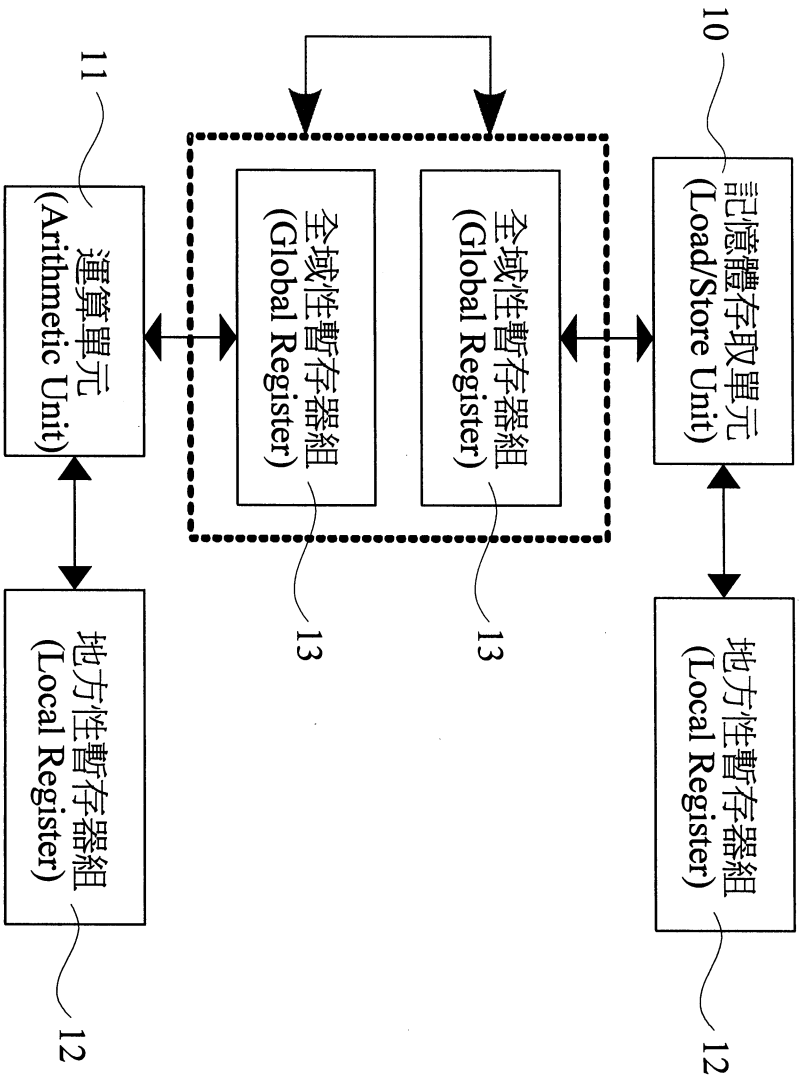 10
記憶體存取單元
(Load/Store Unit)
地方性暫存器組
(Local Register)
12
全域性暫存器組
(Global Register)
13
全域性暫存器組
(Global Register)
13
11
運算單元
(Arithmetic Unit)
地方性暫存器組
(Local Register)
12